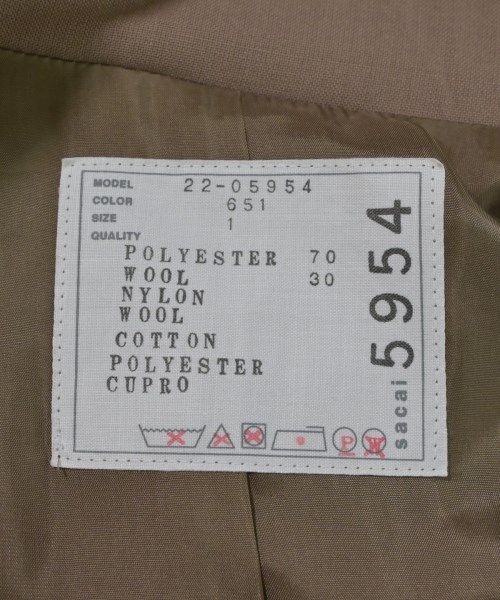 MODEL 22-05954
COLOR 651
SIZE 1
QUALITY
POLYESTER 70
WOOL 30
NYLON
WOOL
COTTON
POLYESTER
CUPRO
P W
sacai 5954